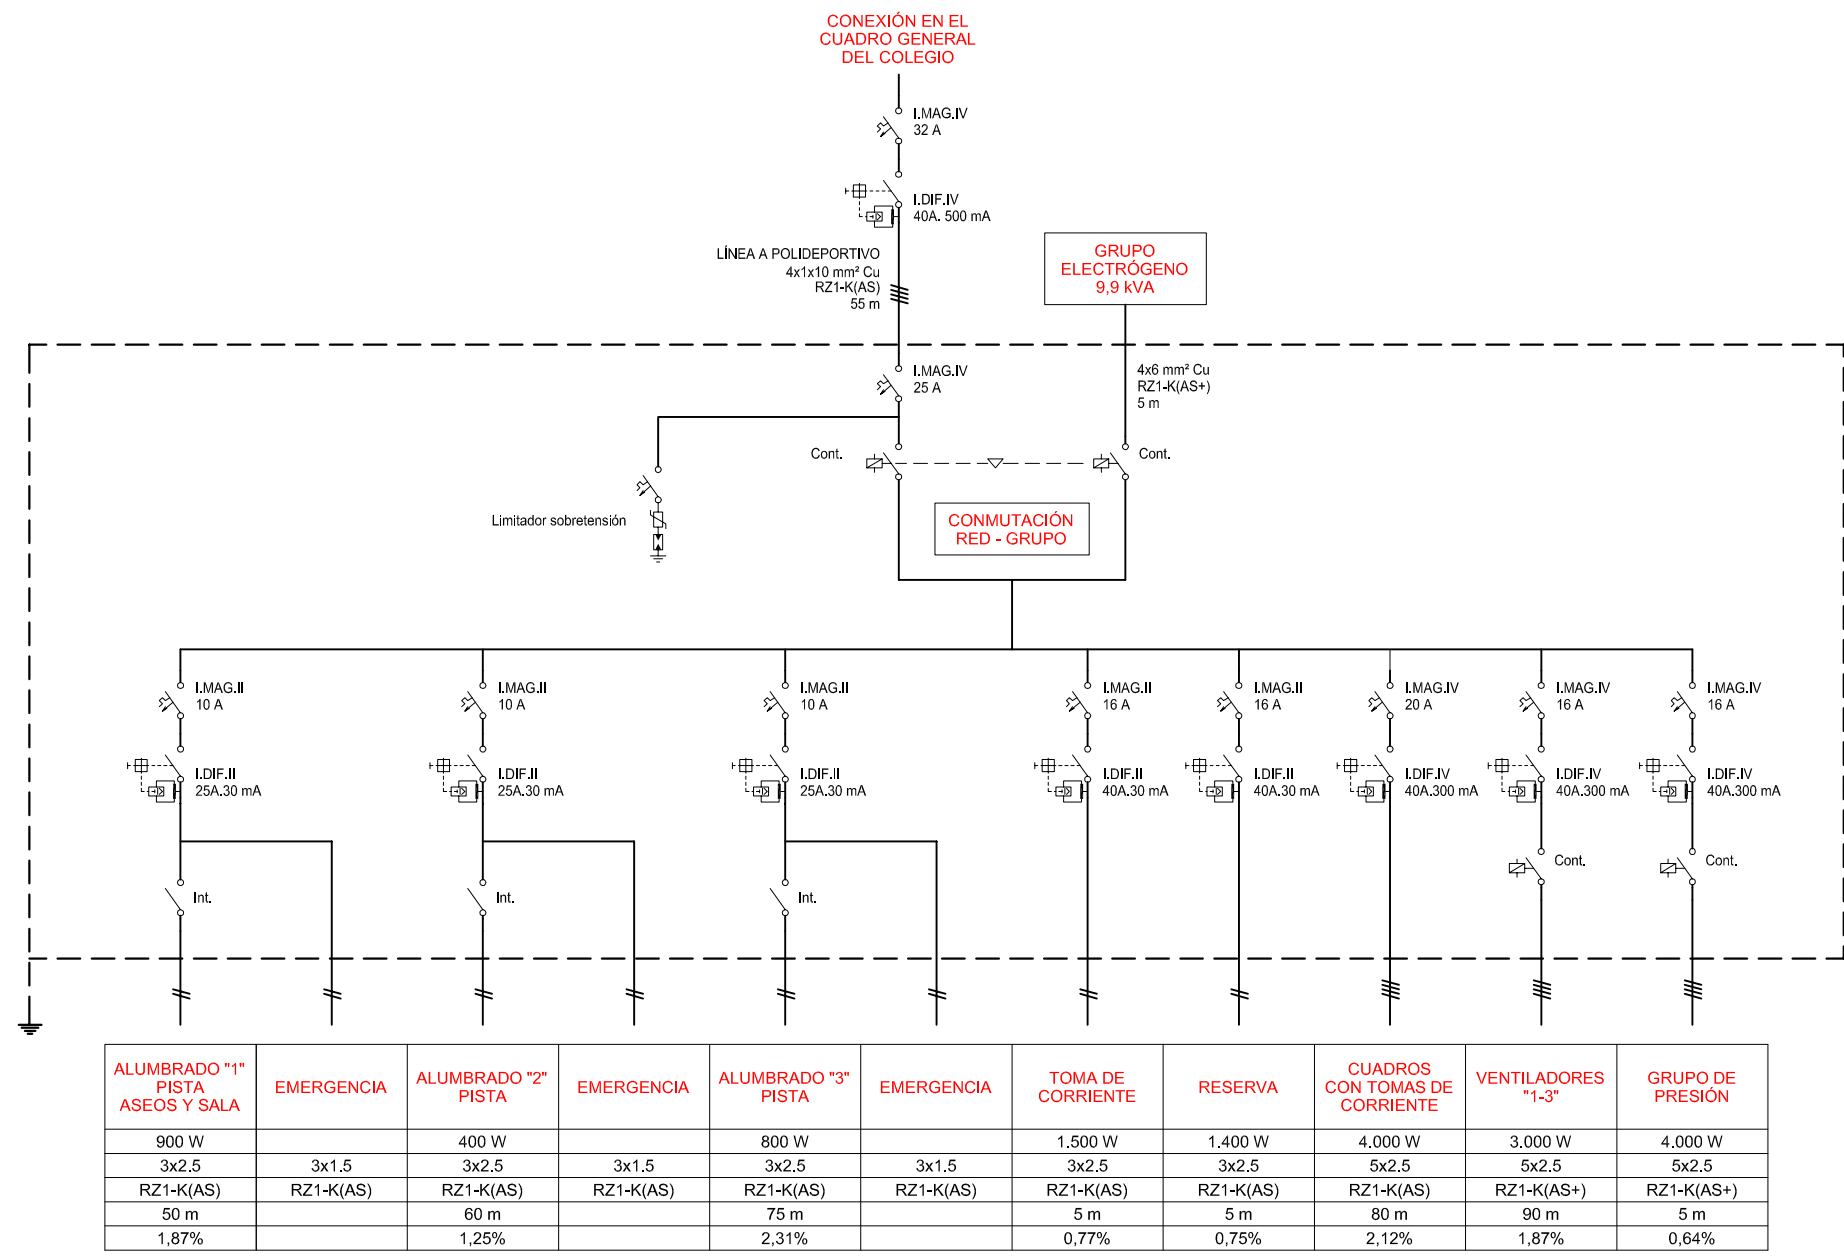 CONEXIÓN EN EL
CUADRO GENERAL
DEL COLEGIO
I.MAG.IV
32 A
I.DIF.IV
40A. 500 mA
LÍNEA A POLIDEPORTIVO
4x1x10 mm² Cu
RZ1-K(AS)
55 m
GRUPO
ELECTRÓGENO
9,9 kVA
I.MAG.IV
25 A
4x6 mm² Cu
RZ1-K(AS+)
5 m
Cont.
Cont.
Limitador sobretensión
CONMUTACIÓN
RED - GRUPO
I.MAG.II
10 A
I.MAG.II
10 A
I.MAG.II
10 A
I.MAG.II
16 A
I.MAG.II
16 A
I.MAG.IV
20 A
I.MAG.IV
16 A
I.MAG.IV
16 A
I.DIF.II
25A.30 mA
I.DIF.II
25A.30 mA
I.DIF.II
25A.30 mA
I.DIF.II
40A.30 mA
I.DIF.II
40A.30 mA
I.DIF.IV
40A.300 mA
I.DIF.IV
40A.300 mA
I.DIF.IV
40A.300 mA
Cont.
Cont.
Int.
Int.
Int.
ALUMBRADO "1"
PISTA
ASEOS Y SALA
EMERGENCIA
ALUMBRADO "2"
PISTA
EMERGENCIA
ALUMBRADO "3"
PISTA
EMERGENCIA
TOMA DE
CORRIENTE
RESERVA
CUADROS
CON TOMAS DE
CORRIENTE
VENTILADORES
"1-3"
GRUPO DE
PRESIÓN
900 W 400 W 800 W 1.500 W 1.400 W 4.000 W 3.000 W 4.000 W
3x2.5 3x1.5 3x2.5 3x1.5 3x2.5 3x1.5 3x2.5 3x2.5 5x2.5 5x2.5 5x2.5
RZ1-K(AS) RZ1-K(AS) RZ1-K(AS) RZ1-K(AS) RZ1-K(AS) RZ1-K(AS) RZ1-K(AS) RZ1-K(AS) RZ1-K(AS) RZ1-K(AS+) RZ1-K(AS+)
50 m 60 m 75 m 5 m 5 m 80 m 90 m 5 m
1,87% 1,25% 2,31% 0,77% 0,75% 2,12% 1,87% 0,64%